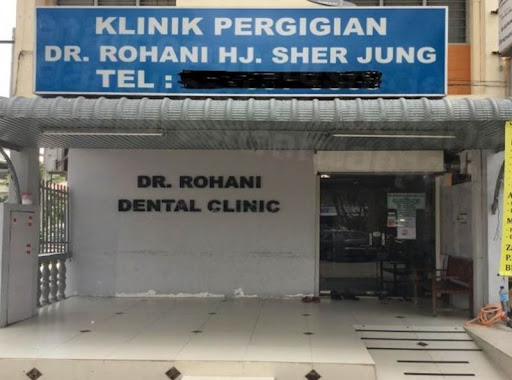 KLINIK PERGIGIAN
DR. ROHANI HJ. SHER JUNG
TEL :
DR. ROHANI
DENTAL CLINIC